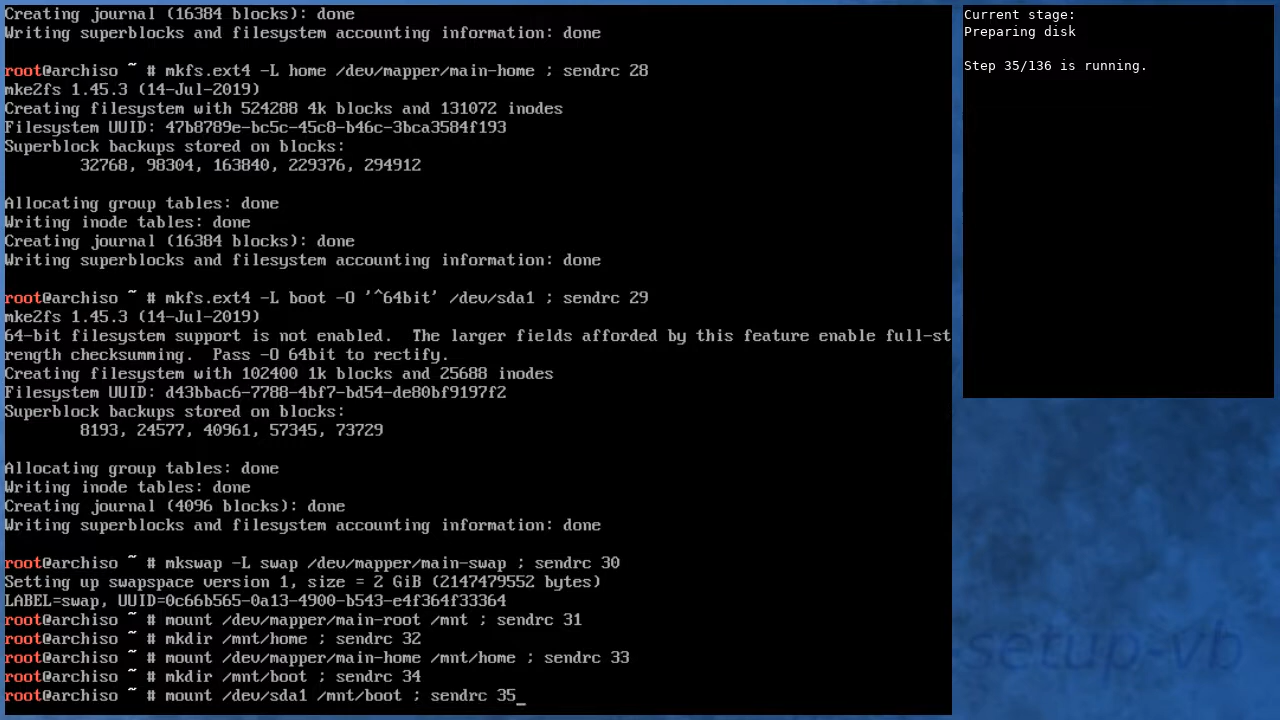 Creating journal (16384 blocks): done
Writing superblocks and filesystem accounting information: done
root@archiso ~ # mkfs.ext4 -L home /dev/mapper/main-home ; sendrc 28
mke2fs 1.45.3 (14-Jul-2019)
Creating filesystem with 524288 4k blocks and 131072 inodes
Filesystem UUID: 47b8789e-bc5c-45c8-b46c-3bca3584f193
Superblock backups stored on blocks:
        32768, 98304, 163840, 229376, 294912
Allocating group tables: done
Writing inode tables: done
Creating journal (16384 blocks): done
Writing superblocks and filesystem accounting information: done
root@archiso ~ # mkfs.ext4 -L boot -O '^64bit' /dev/sda1 ; sendrc 29
mke2fs 1.45.3 (14-Jul-2019)
64-bit filesystem support is not enabled.  The larger fields afforded by this feature enable full-st
rength checksumming.  Pass -O 64bit to rectify.
Creating filesystem with 102400 1k blocks and 25688 inodes
Filesystem UUID: d43bbac6-7788-4bf7-bd54-de80bf9197f2
Superblock backups stored on blocks:
        8193, 24577, 40961, 57345, 73729
Allocating group tables: done
Writing inode tables: done
Creating journal (4096 blocks): done
Writing superblocks and filesystem accounting information: done
root@archiso ~ # mkswap -L swap /dev/mapper/main-swap ; sendrc 30
Setting up swapspace version 1, size = 2 GiB (2147479552 bytes)
LABEL=swap, UUID=0c66b565-0a13-4900-b543-e4f364f33364
root@archiso ~ # mount /dev/mapper/main-root /mnt ; sendrc 31
root@archiso ~ # mkdir /mnt/home ; sendrc 32
root@archiso ~ # mount /dev/mapper/main-home /mnt/home ; sendrc 33
root@archiso ~ # mkdir /mnt/boot ; sendrc 34
root@archiso ~ # mount /dev/sda1 /mnt/boot ; sendrc 35_
Current stage:
Preparing disk
Step 35/136 is running.
setup-vb